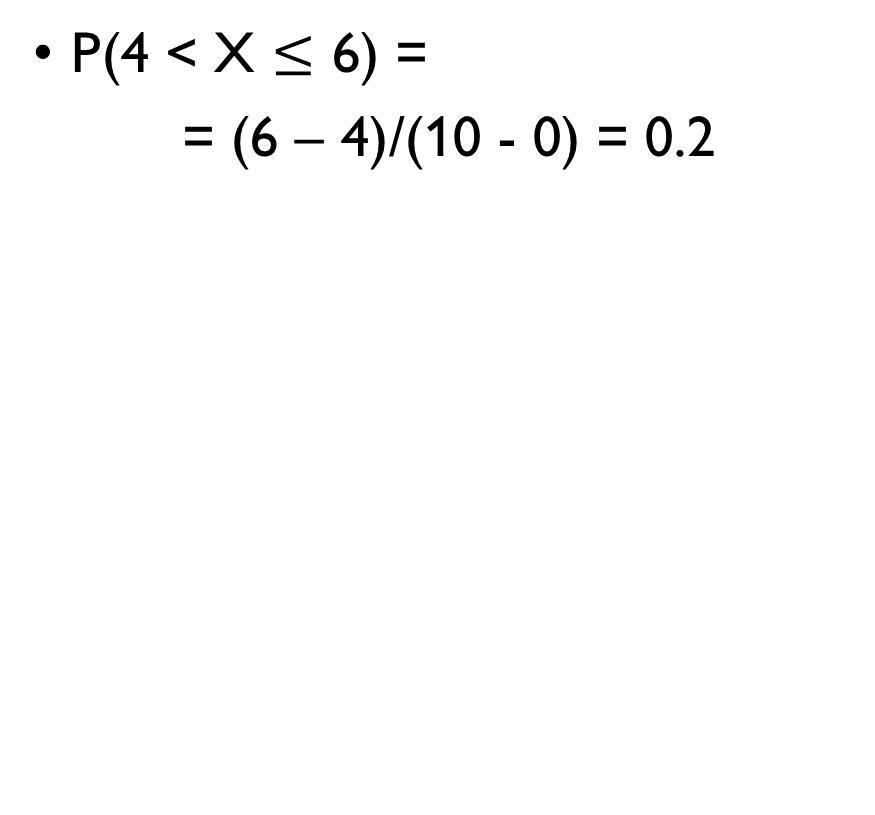 • P(4 < X ≤ 6) =
= (6 – 4)/(10 - 0) = 0.2